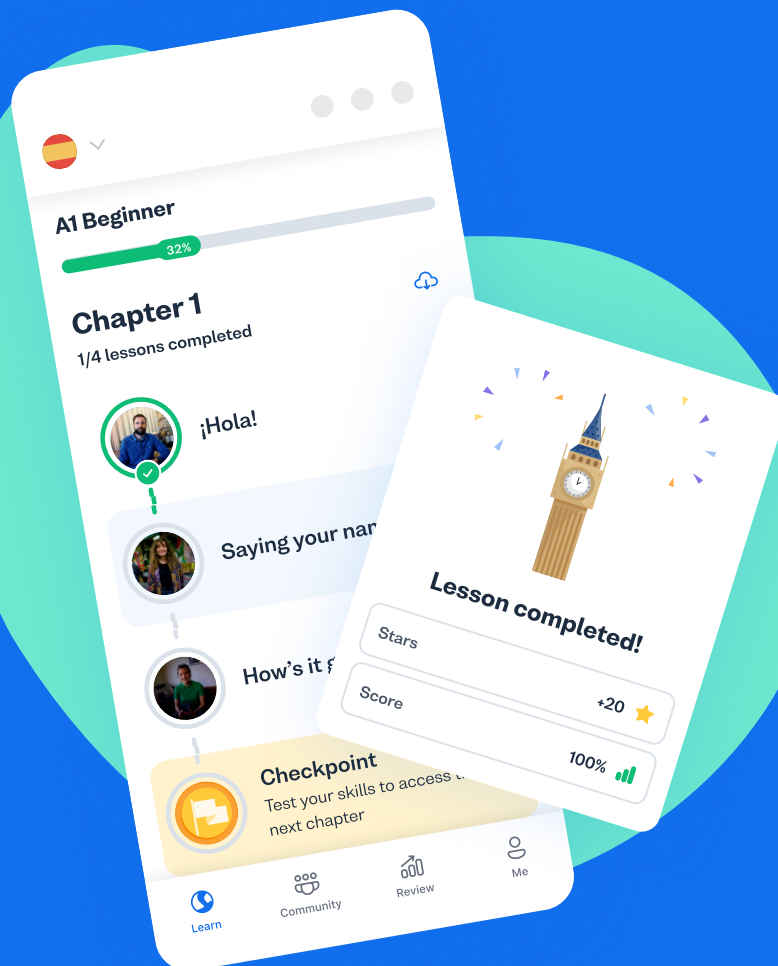 A1 Beginner
32%
Chapter 1
1/4 lessons completed
¡Hola!
Saying your
How's it
Checkpoint
Test your skills to access
next chapter
Learn
Community
Review
Me
Lesson completed!
Stars
+20
Score
100%